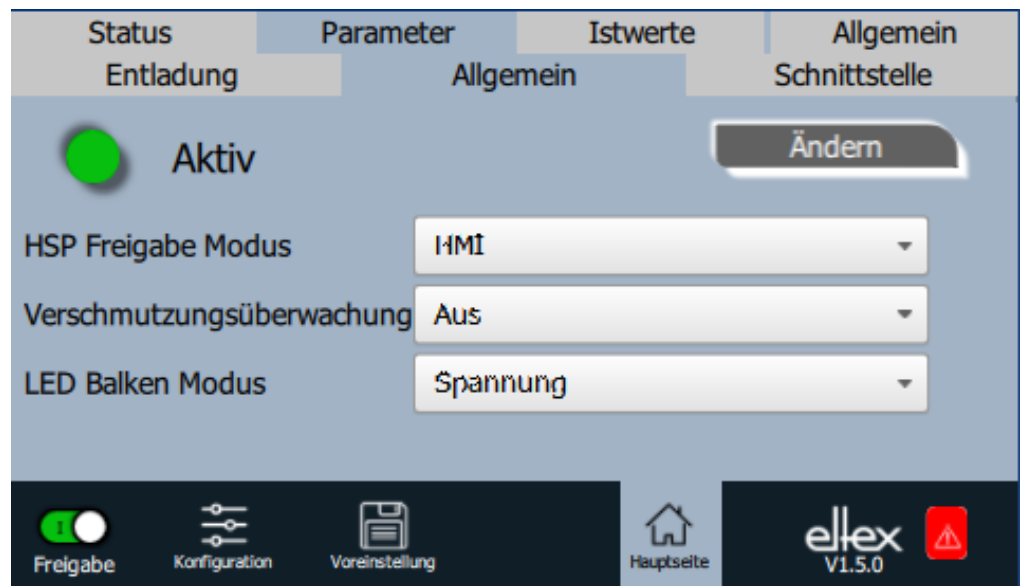 Status Parameter Istwerte Allgemein
Entladung Allgemein Schnittstelle
Aktiv Ändern
HSP Freigabe Modus HMI
Verschmutzungsüberwachung Aus
LED Balken Modus Spannung
I
Freigabe Konfiguration Voreinstellung Hauptseite eltex
V1.5.0